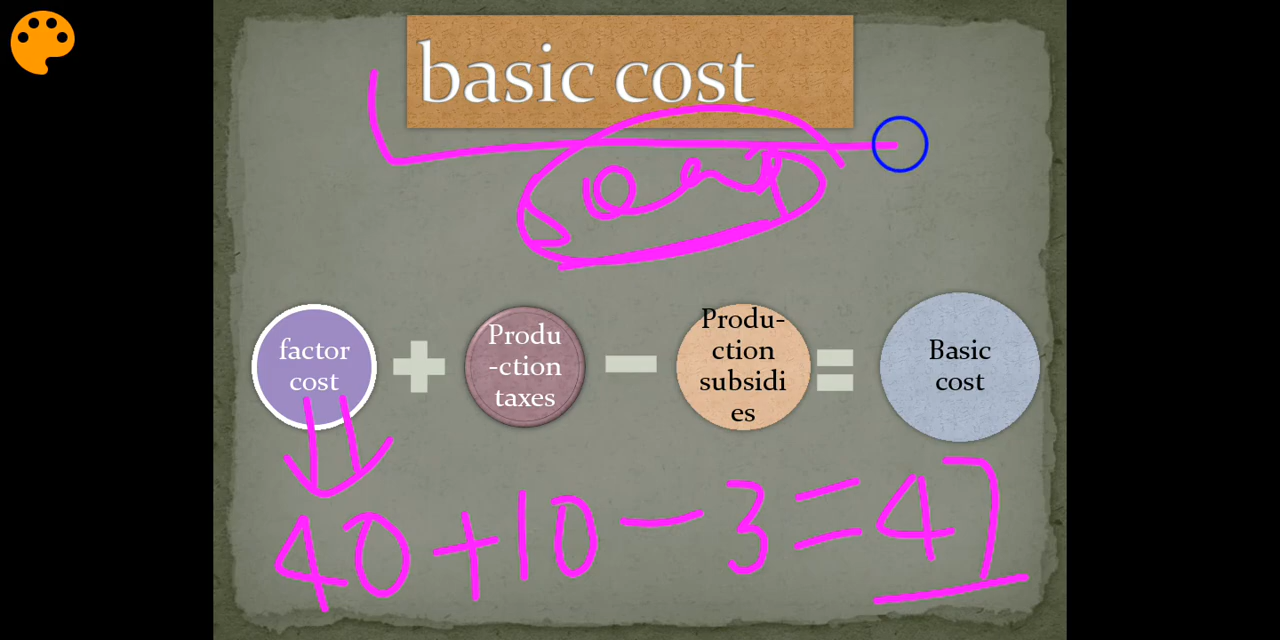 basic cost
factor
cost
Produ
-ction
taxes
Produ-
ction
subsidi
es
Basic
cost
40+10-3=47